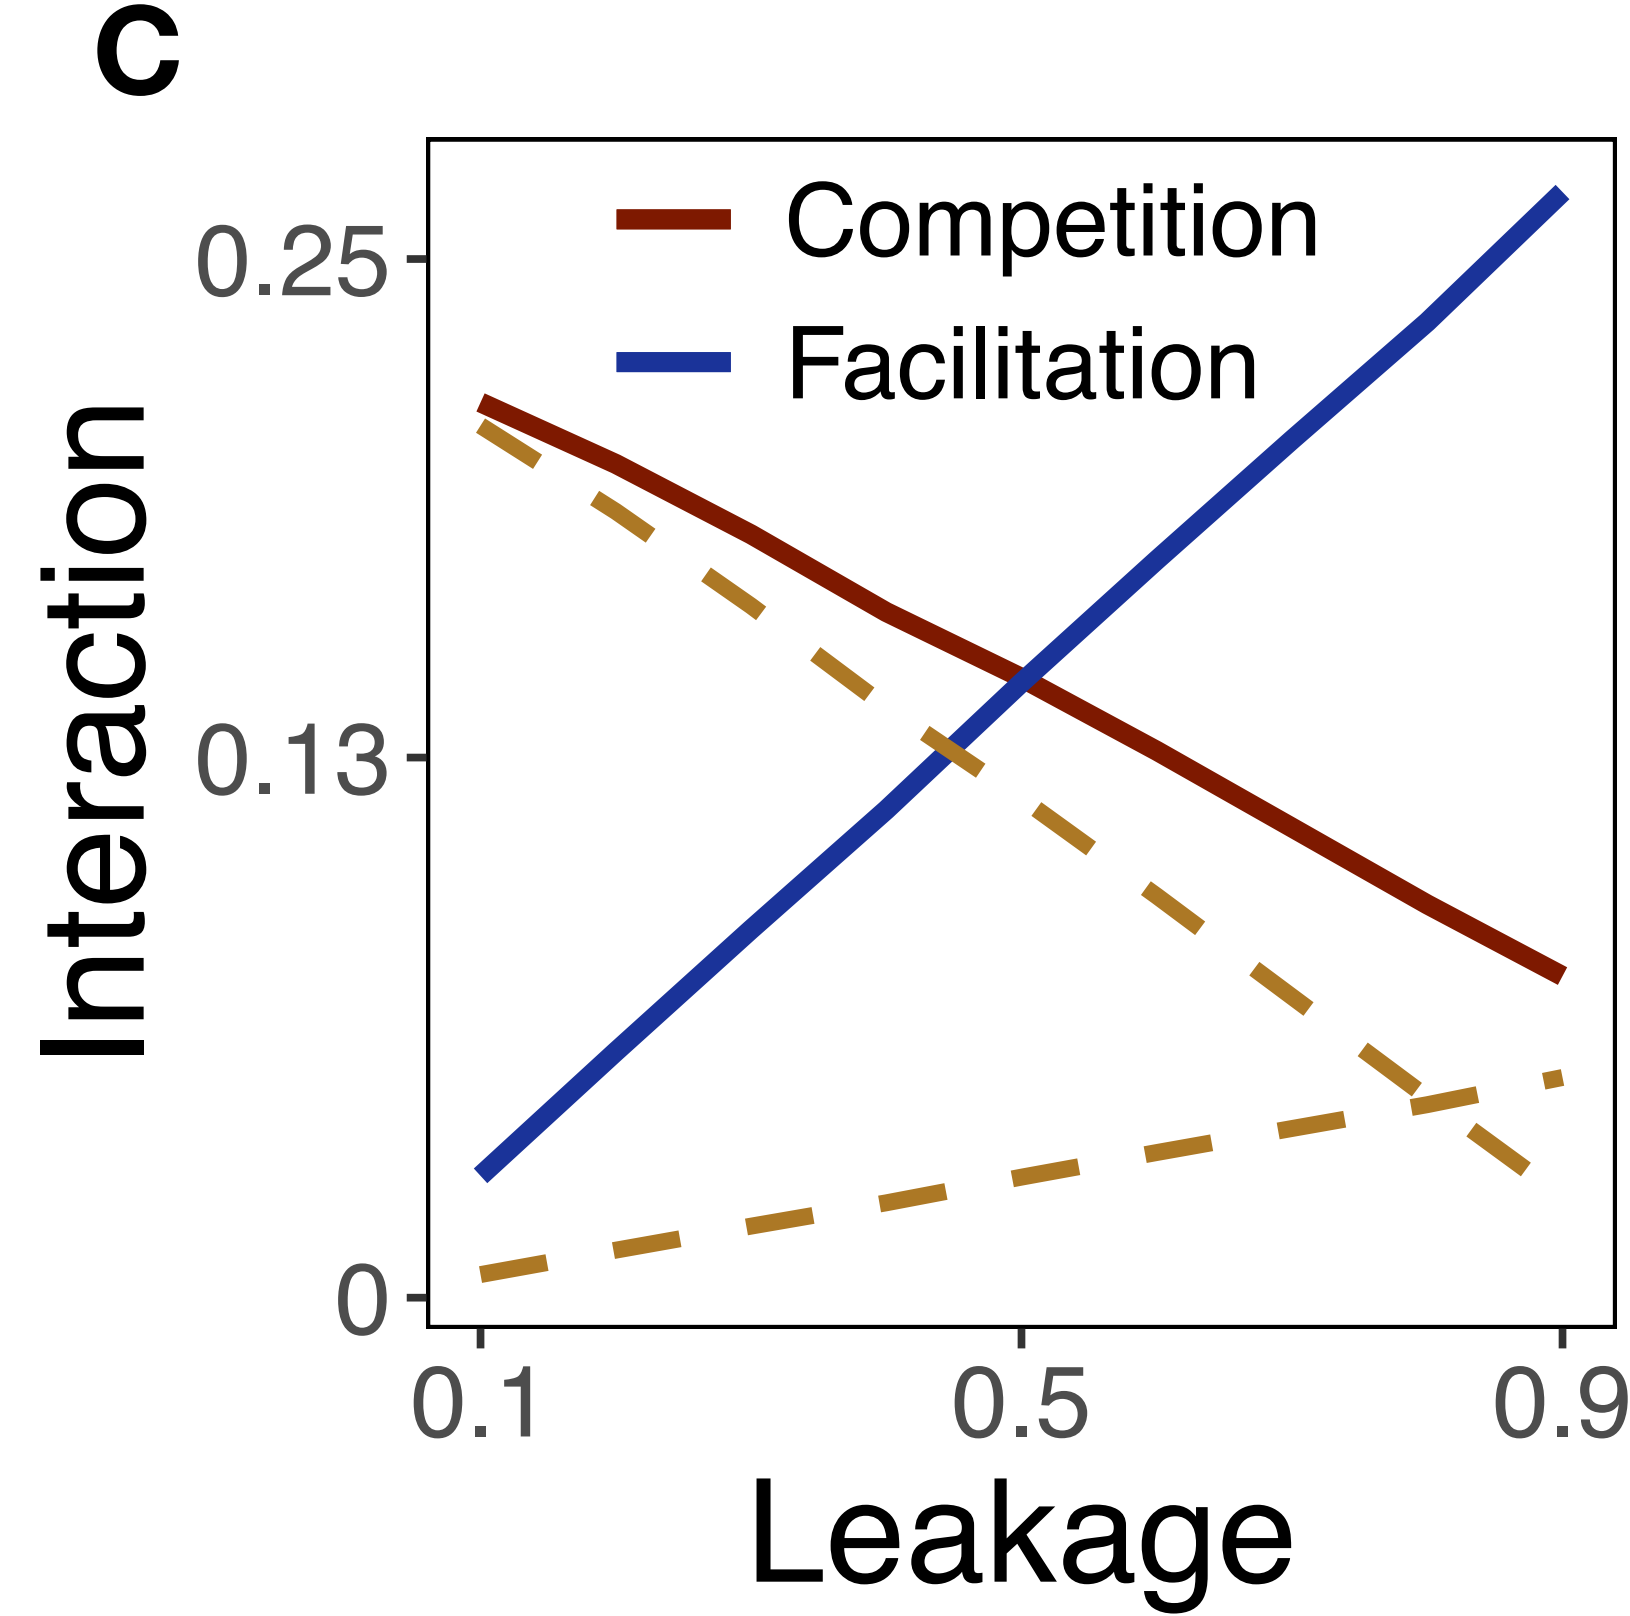 C
Competition
Facilitation
Interaction
0.25
0.13
0
0.1 0.5 0.9
Leakage